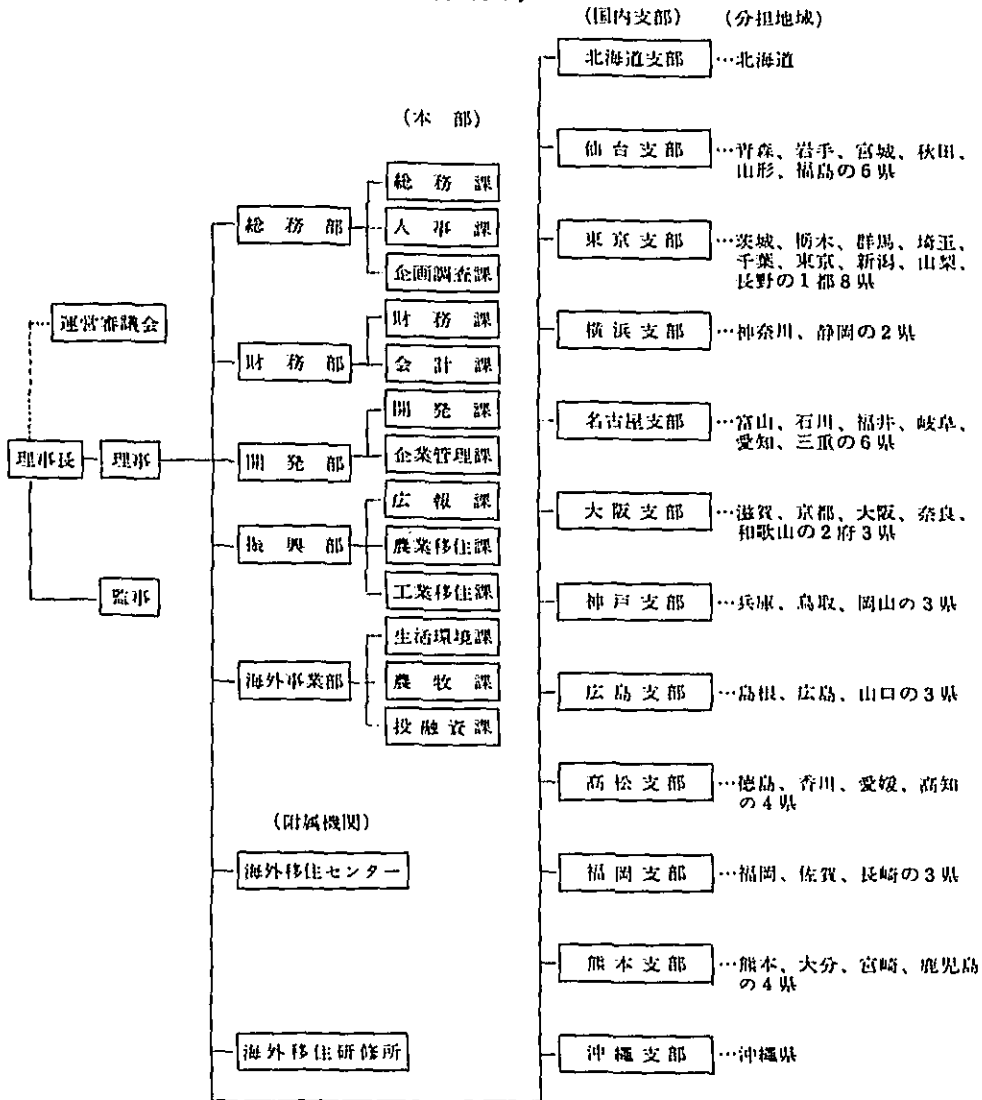 (国内支部) (分担地域)
北海道支部 …北海道
(本 部)
仙台支部 …青森、岩手、宮城、秋田、
山形、福島の6県
総務部
総務課
人事課
企画調査課
東京支部 …茨城、栃木、群馬、埼玉、
千葉、東京、新潟、山梨、
長野の1都8県
運営審議会
財務部
財務課
会計課
横浜支部 …神奈川、静岡の2県
理事長
理事
開発部
開発課
企業管理課
名古屋支部 …富山、石川、福井、岐阜、
愛知、三重の6県
振興部
広報課
農業移住課
工業移住課
大阪支部 …滋賀、京都、大阪、奈良、
和歌山の2府3県
監事
神戸支部 …兵庫、鳥取、岡山の3県
海外事業部
生活環境課
農牧課
投融資課
広島支部 …島根、広島、山口の3県
高松支部 …徳島、香川、愛媛、高知
の4県
(附属機関)
海外移住センター
福岡支部 …福岡、佐賀、長崎の3県
熊本支部 …熊本、大分、宮崎、鹿児島
の4県
海外移住研修所
沖縄支部 …沖縄県